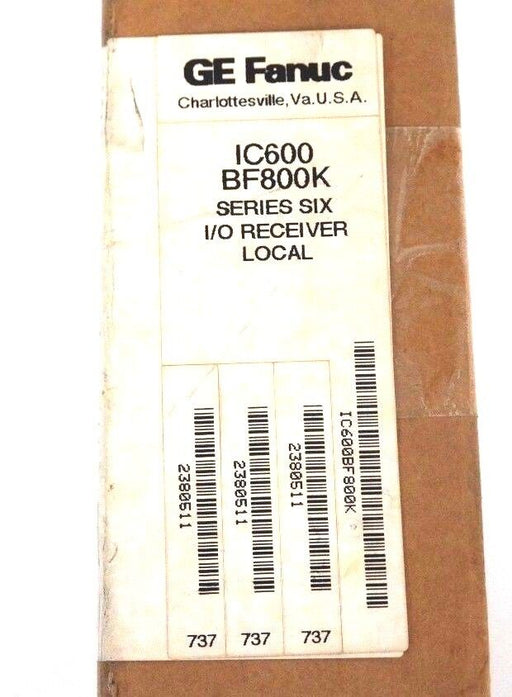 GE Fanuc
Charlottesville, Va. U.S.A.
IC600
BF800K
SERIES SIX
I/O RECEIVER
LOCAL
2380511
2380511
2380511
IC600BF800K
737 737 737